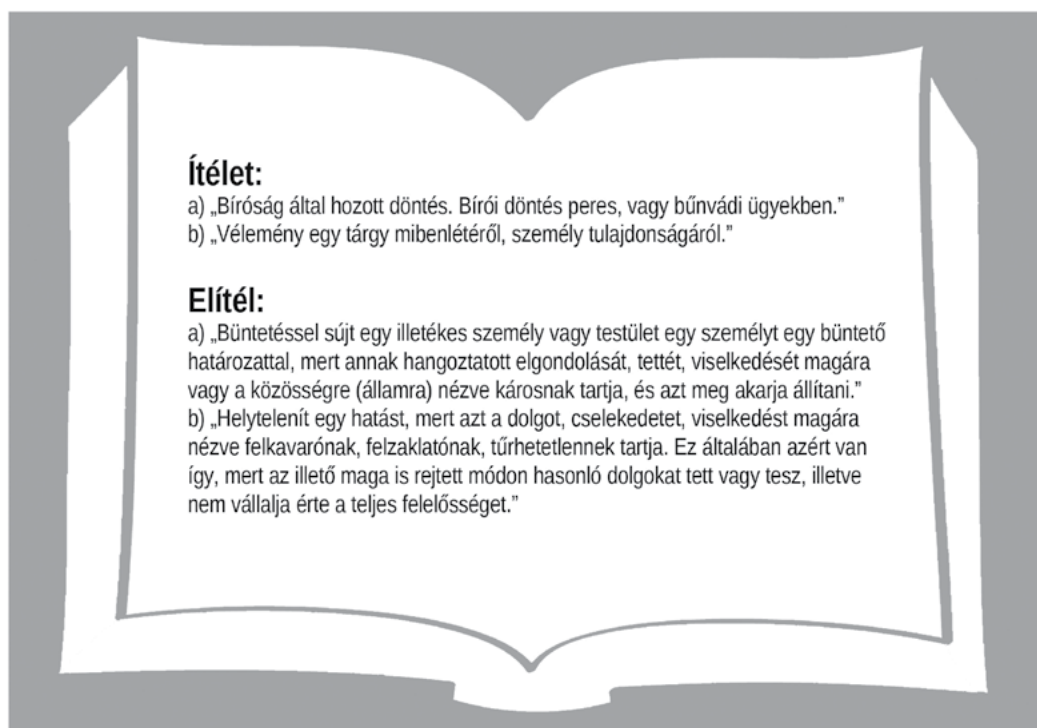 Ítélet:
a) „Bíróság által hozott döntés. Bírói döntés peres, vagy bűnvádi ügyekben.”
b) „Vélemény egy tárgy mibenlétéről, személy tulajdonságáról.”
Elítél:
a) „Büntetéssel sújt egy illetékes személy vagy testület egy személyt egy büntető
határozattal, mert annak hangoztatott elgondolását, tettét, viselkedését magára
vagy a közösségre (államra) nézve károsnak tartja, és azt meg akarja állítani.”
b) „Helytelenít egy hatást, mert azt a dolgot, cselekedetet, viselkedést magára
nézve felkavarónak, felzaklatónak, tűrhetetlennek tartja. Ez általában azért van
így, mert az illető maga is rejtett módon hasonló dolgokat tett vagy tesz, illetve
nem vállalja érte a teljes felelősséget.”